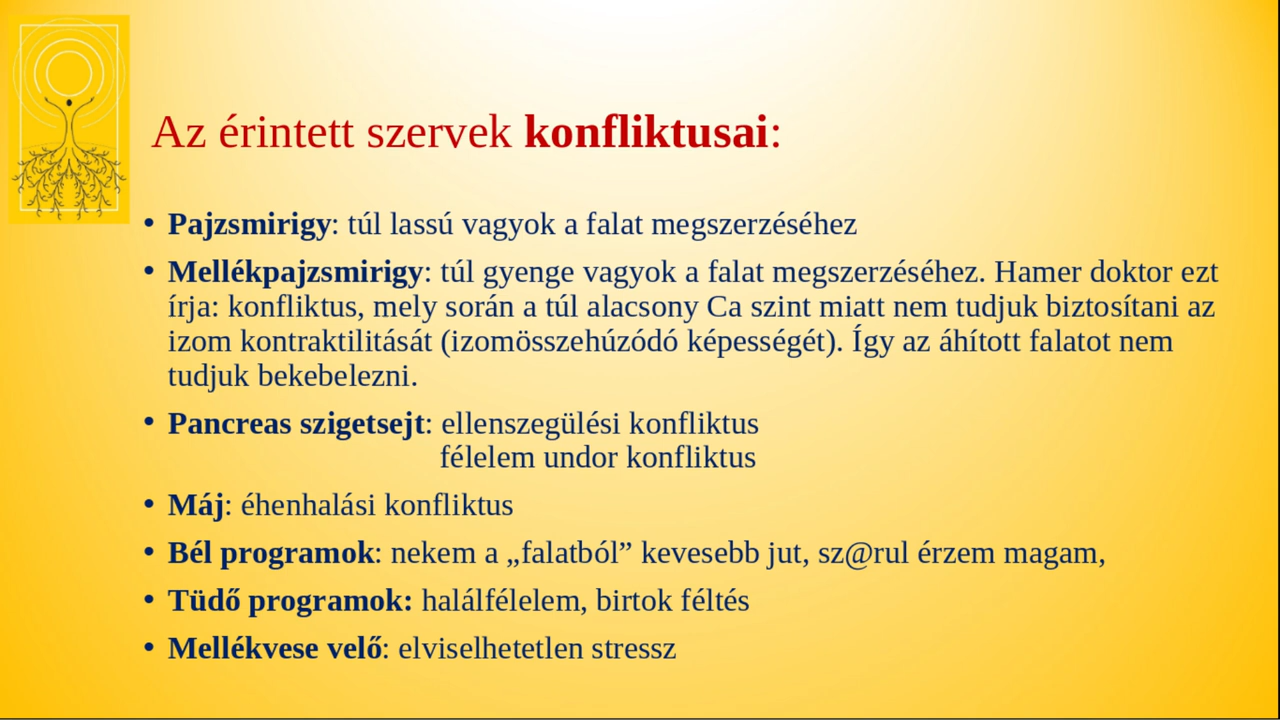 Az érintett szervek konfliktusai:
• Pajzsmirigy: túl lassú vagyok a falat megszerzéséhez
• Mellékpajzsmirigy: túl gyenge vagyok a falat megszerzéséhez. Hamer doktor ezt
írja: konfliktus, mely során a túl alacsony Ca szint miatt nem tudjuk biztosítani az
izom kontraktilitását (izomösszehúzódó képességét). Így az áhított falatot nem
tudjuk bekebelezni.
• Pancreas szigetsejt: ellenszegülési konfliktus
félelem undor konfliktus
• Máj: éhenhalási konfliktus
• Bél programok: nekem a „falatból” kevesebb jut, sz@rul érzem magam,
• Tüdő programok: halálfélelem, birtok féltés
• Mellékvese velő: elviselhetetlen stressz